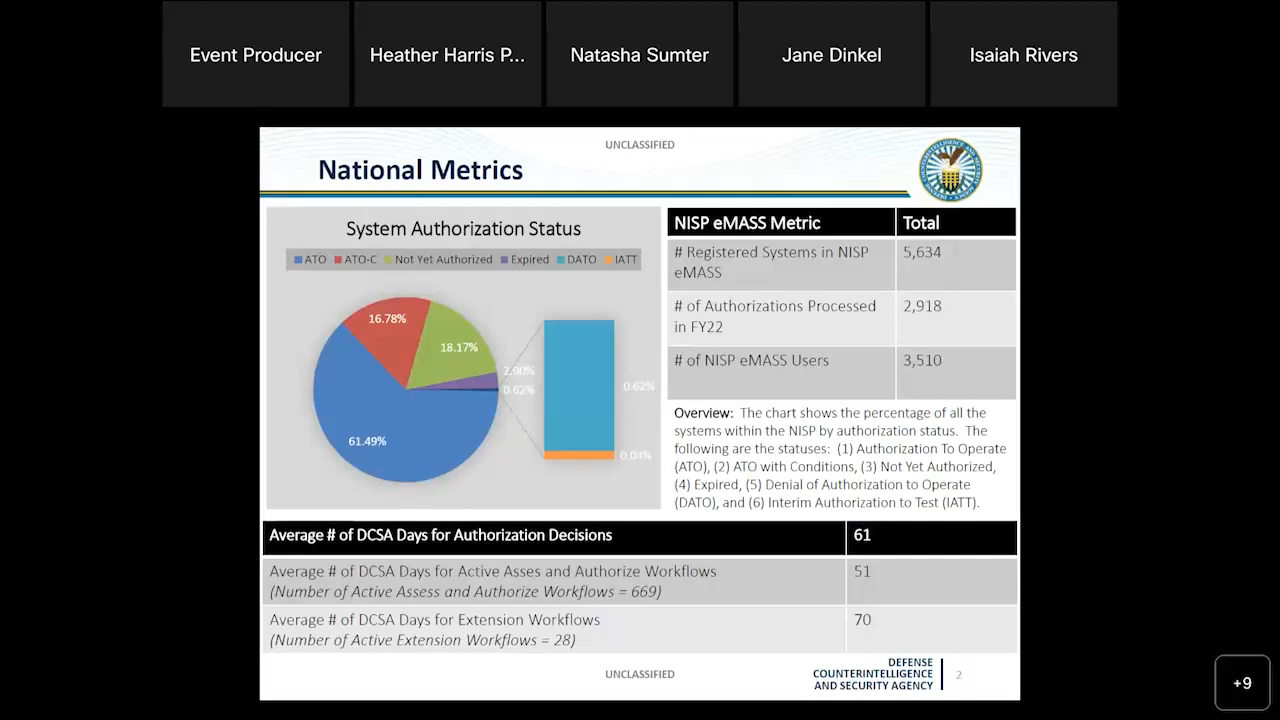 Event Producer
Heather Harris P...
Natasha Sumter
Jane Dinkel
Isaiah Rivers
UNCLASSIFIED
National Metrics
System Authorization Status
ATO ATO-C Not Yet Authorized Expired DATO IATT
16.78%
18.17%
2.90%
0.62%
61.49%
0.62%
0.04%
NISP eMASS Metric Total
# Registered Systems in NISP
eMASS
5,634
# of Authorizations Processed
in FY22
2,918
# of NISP eMASS Users 3,510
Overview: The chart shows the percentage of all the
systems within the NISP by authorization status. The
following are the statuses: (1) Authorization To Operate
(ATO), (2) ATO with Conditions, (3) Not Yet Authorized,
(4) Expired, (5) Denial of Authorization to Operate
(DATO), and (6) Interim Authorization to Test (IATT).
Average # of DCSA Days for Authorization Decisions 61
Average # of DCSA Days for Active Asses and Authorize Workflows 51
(Number of Active Assess and Authorize Workflows = 669)
Average # of DCSA Days for Extension Workflows 70
(Number of Active Extension Workflows = 28)
UNCLASSIFIED
DEFENSE
COUNTERINTELLIGENCE
AND SECURITY AGENCY
2
+9